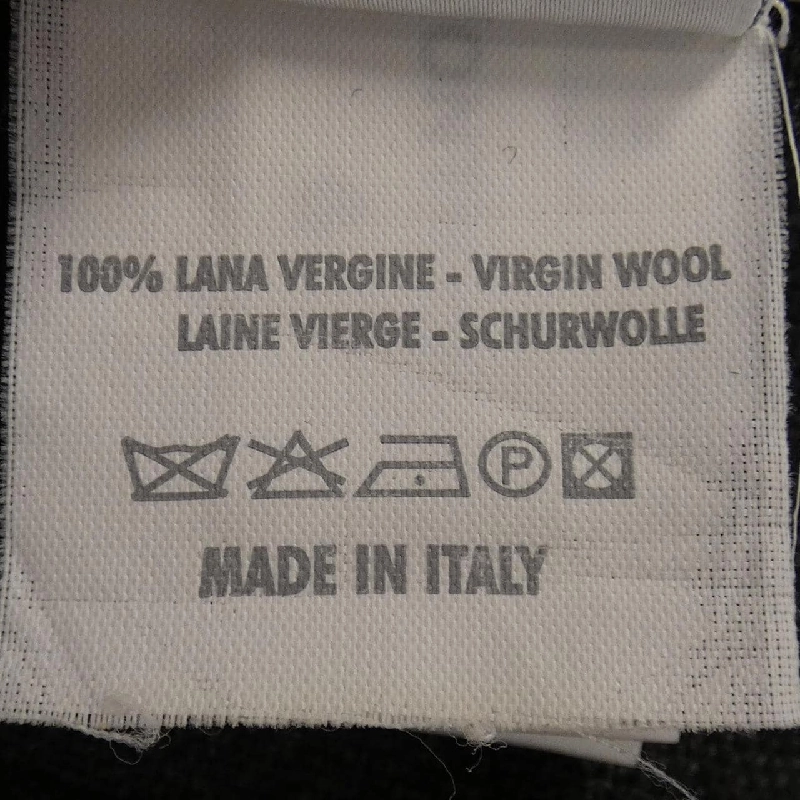 100% LANA VERGINE - VIRGIN WOOL
LAINE VIERGE - SCHURWOLLE
P
MADE IN ITALY